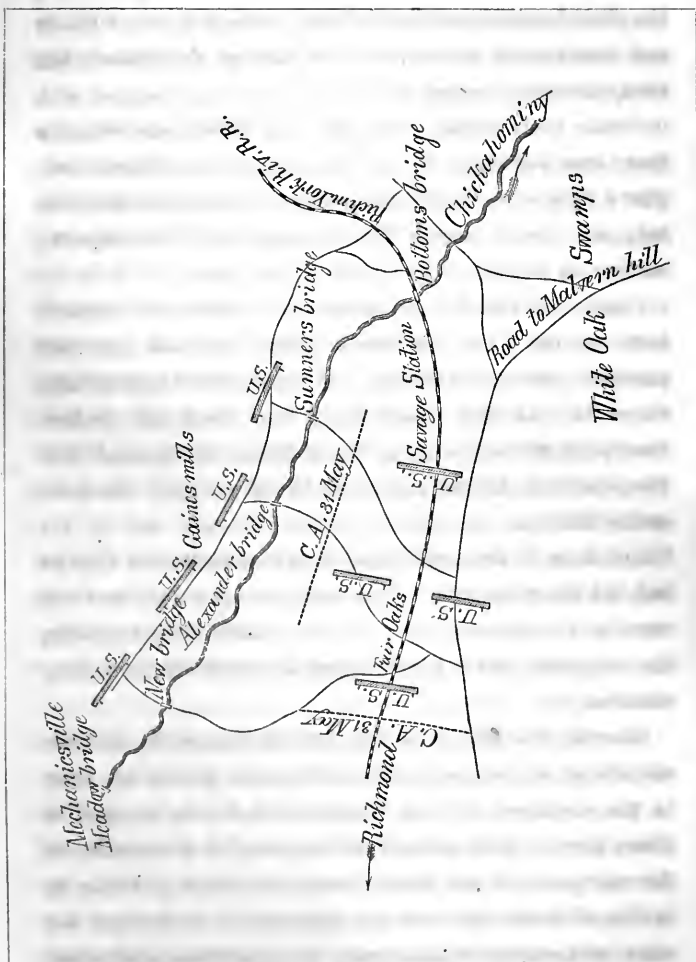 Mechanicsville
Meadow bridge
U.S.
New bridge
U.S.
Gaines mills
U.S.
Alexander bridge
U.S.
Sumners bridge
Richm. York Riv. R.R.
Bottoms bridge
Chickahominy
C.A. 31 May
U.S.
Richmond
C.A.
31 May
U.S.
Fair Oaks
U.S.
U.S.
Savage Station
Road to Malvern hill
White Oak
Swamps